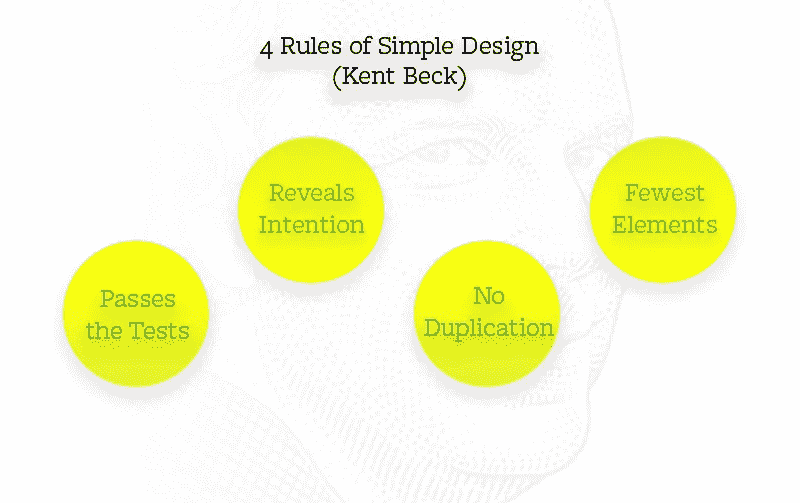 4 Rules of Simple Design
(Kent Beck)
Passes
the Tests
Reveals
Intention
No
Duplication
Fewest
Elements